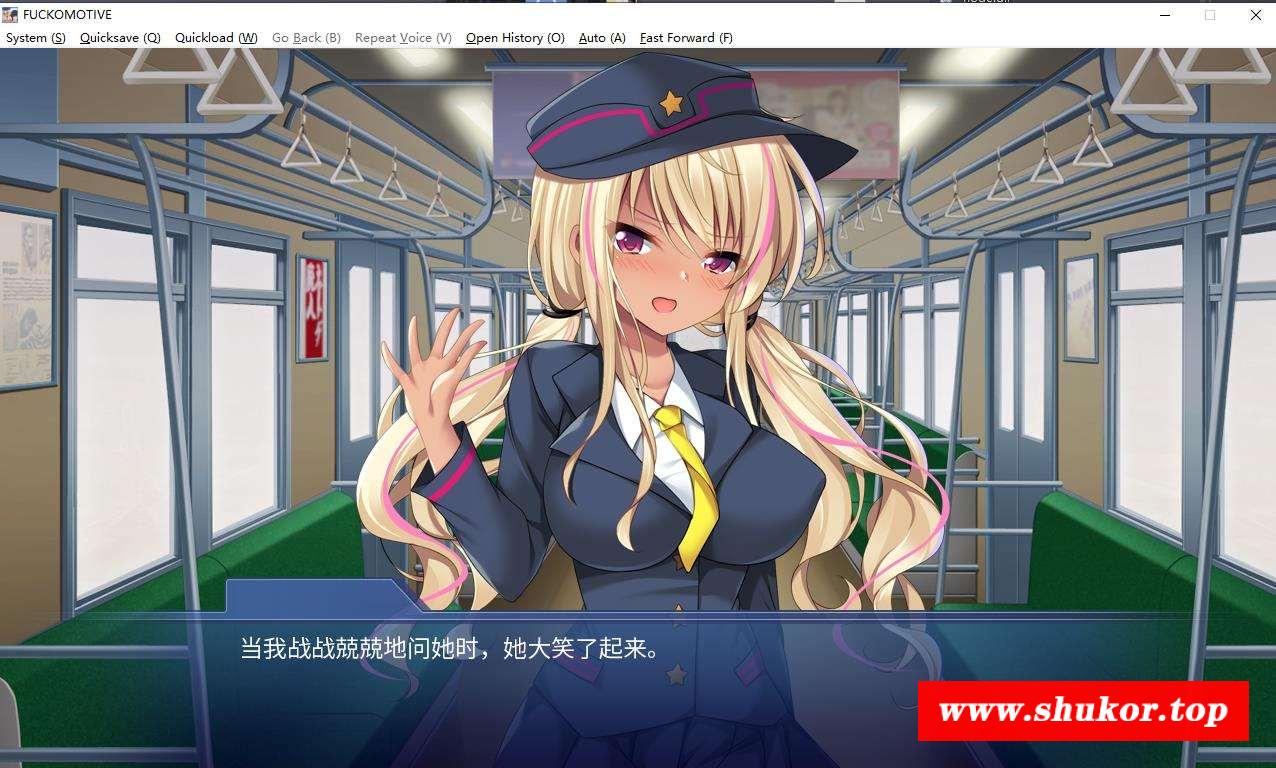 FUCKOMOTIVE
System (S) Quicksave (Q) Quickload (W) Go Back (B) Repeat Voice (V) Open History (O) Auto (A) Fast Forward (F)
当我战战兢兢地问她时，她大笑了起来。
www.shukor.top